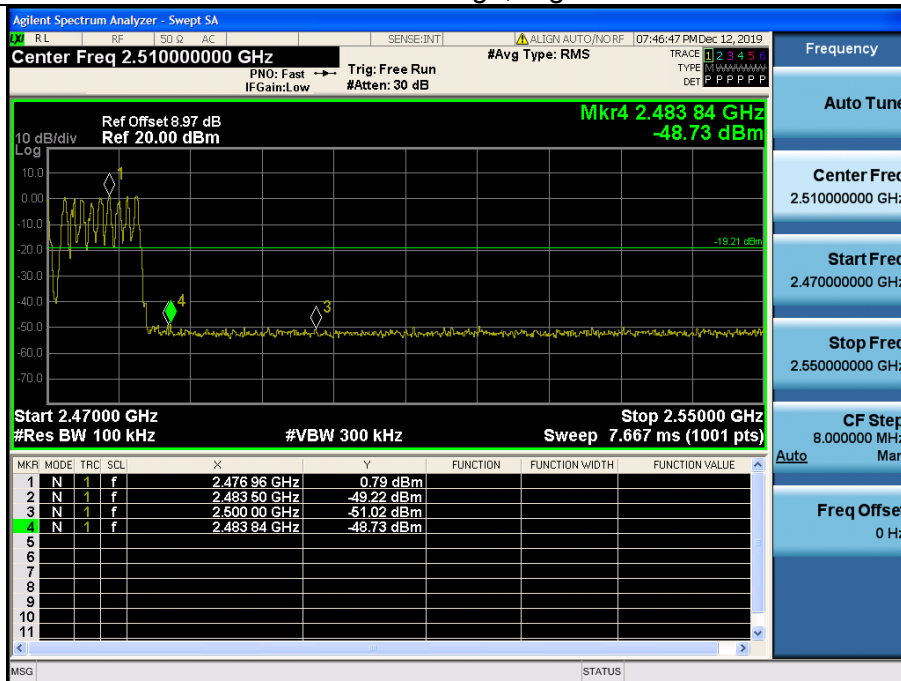 Agilent Spectrum Analyzer - Swept SA
LXI RL RF 50 Ω AC SENSE:INT ALIGN AUTO/NO RF 07:46:47 PM Dec 12, 2019
Center Freq 2.510000000 GHz #Avg Type: RMS TRACE 1 2 3 4 5 6
PNO: Fast Trig: Free Run TYPE M WWWWW
IFGain:Low #Atten: 30 dB DET P P P P P P
Mkr4 2.483 84 GHz
-48.73 dBm
Ref Offset 8.97 dB
10 dB/div Ref 20.00 dBm
Log
10.0
0.00
-10.0
-20.0
-30.0
-40.0
-50.0
-60.0
-70.0
1
4
3
-19.21 dBm
Start 2.47000 GHz Stop 2.55000 GHz
#Res BW 100 kHz #VBW 300 kHz Sweep 7.667 ms (1001 pts)
MKR MODE TRC SCL X Y FUNCTION FUNCTION WIDTH FUNCTION VALUE
1 N 1 f 2.476 96 GHz 0.79 dBm
2 N 1 f 2.483 50 GHz -49.22 dBm
3 N 1 f 2.500 00 GHz -51.02 dBm
4 N 1 f 2.483 84 GHz -48.73 dBm
5
6
7
8
9
10
11
MSG STATUS
Frequency
Auto Tune
Center Freq
2.510000000 GHz
Start Freq
2.470000000 GHz
Stop Freq
2.550000000 GHz
CF Step
8.000000 MHz
Auto Man
Freq Offset
0 Hz